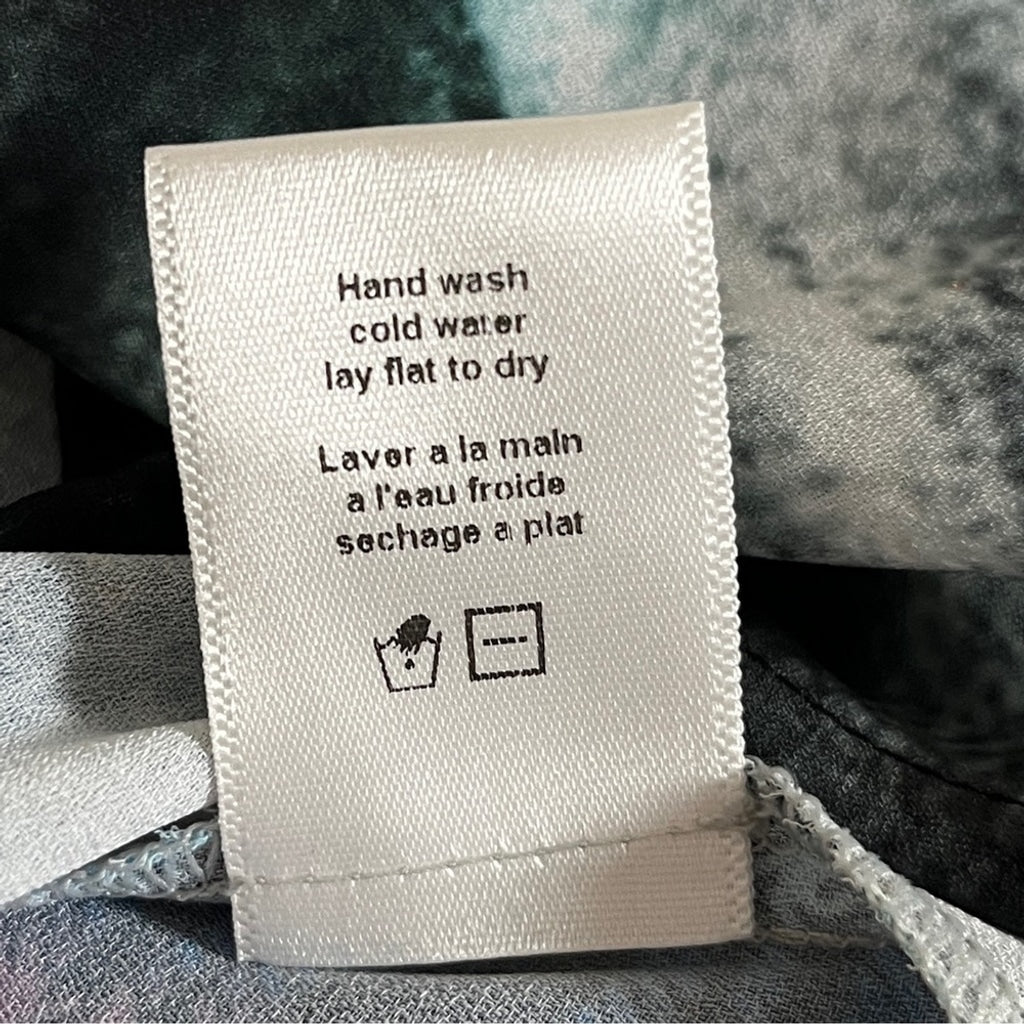 Hand wash
cold water
lay flat to dry
Laver a la main
a l'eau froide
sechage a plat